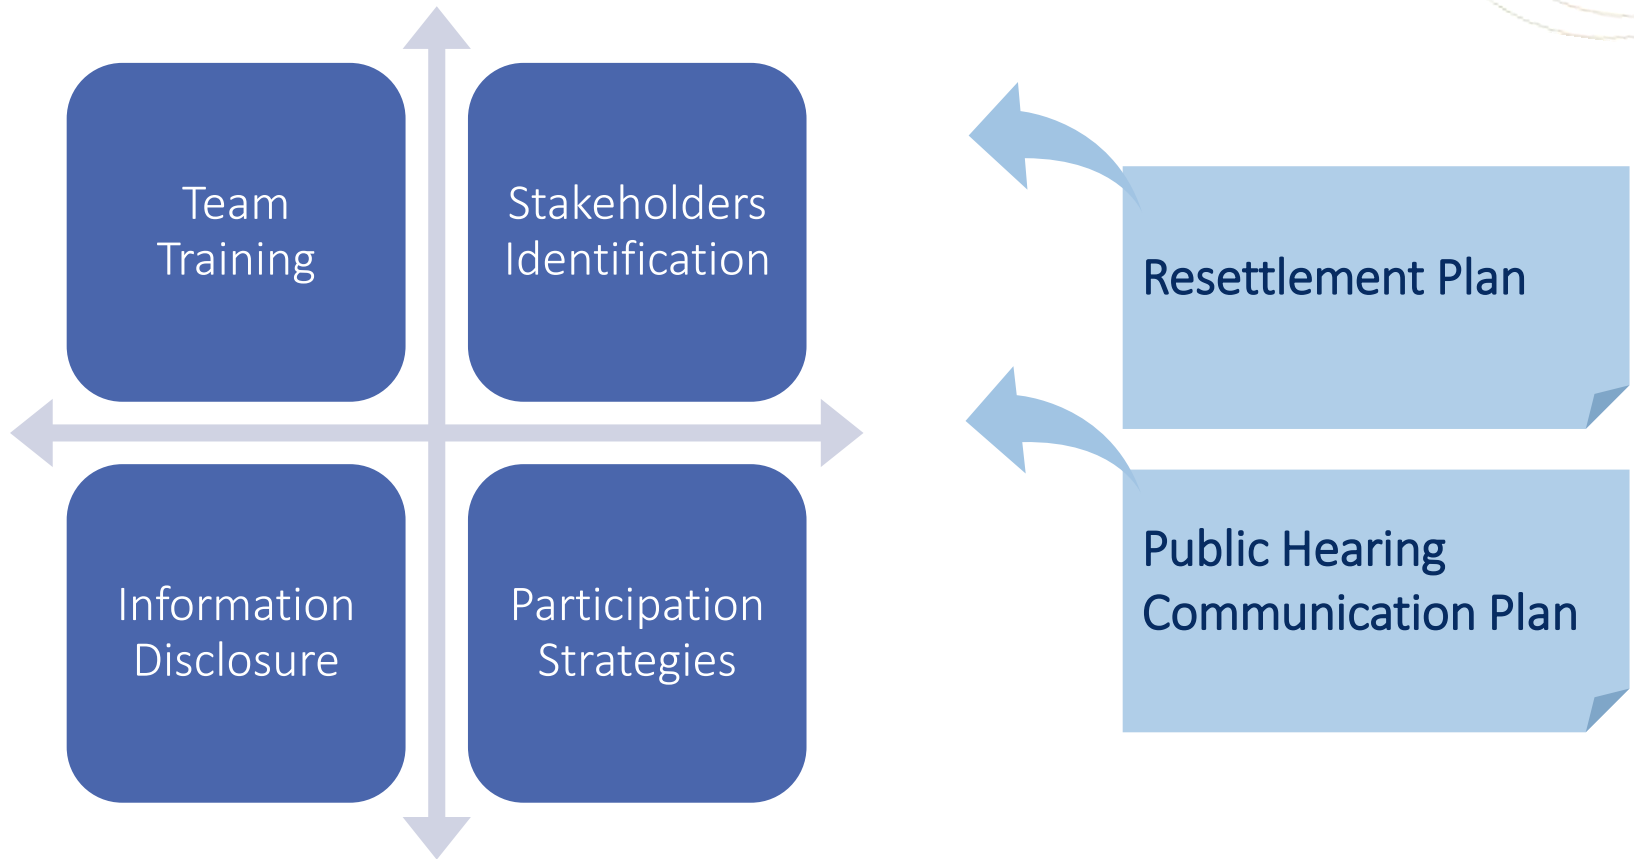 Team
Training
Stakeholders
Identification
Information
Disclosure
Participation
Strategies
Resettlement Plan
Public Hearing
Communication Plan